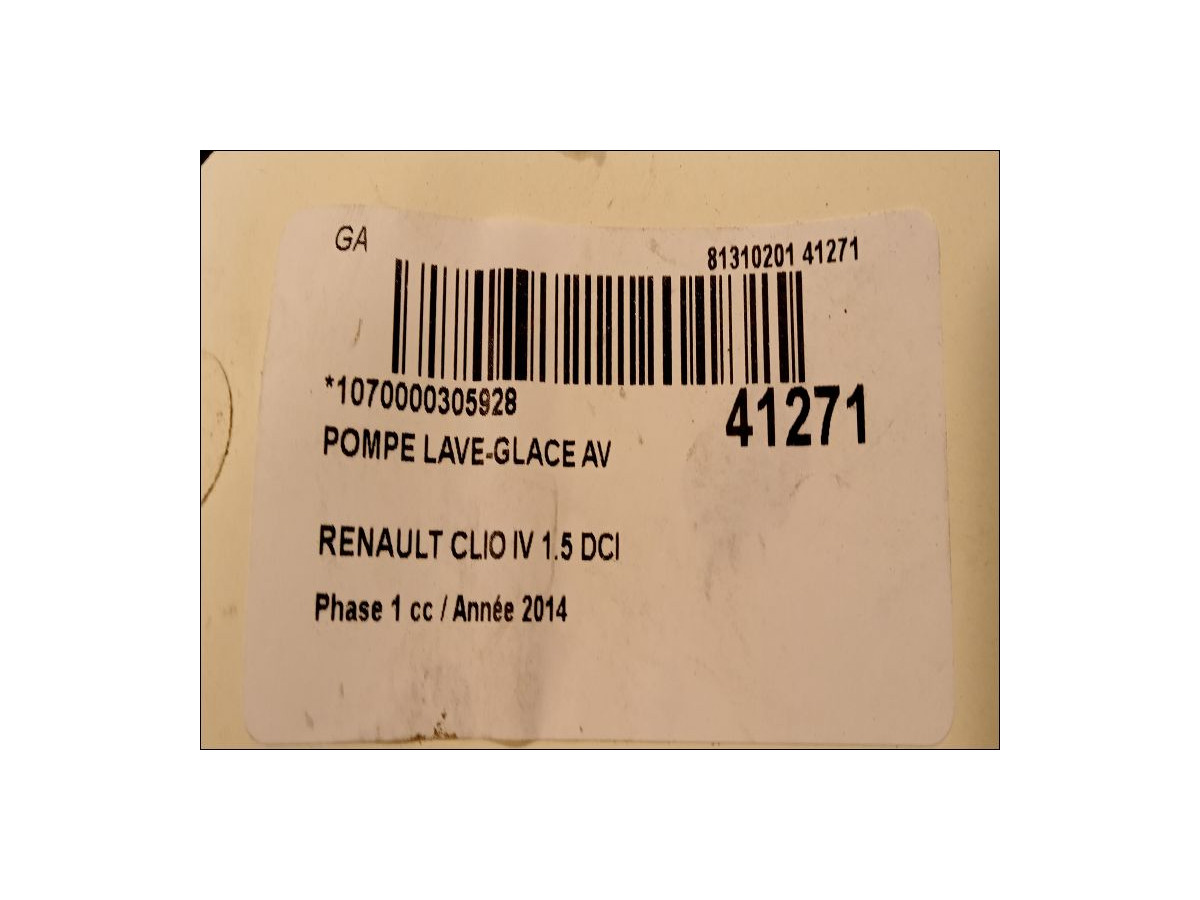 GA
81310201 41271
*1070000305928
41271
POMPE LAVE-GLACE AV
RENAULT CLIO IV 1.5 DCI
Phase 1 cc / Année 2014